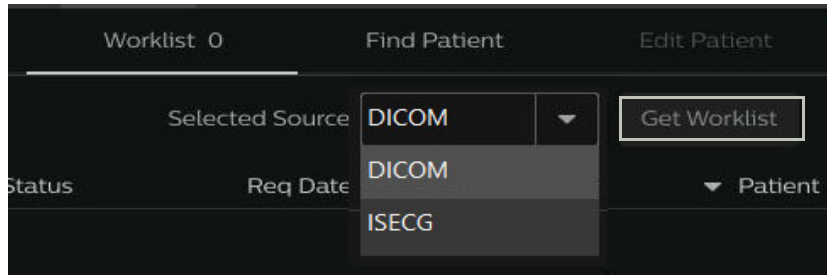 Worklist 0 Find Patient Edit Patient
Selected Source DICOM Get Worklist
DICOM
Status Req Date Patient
ISECG